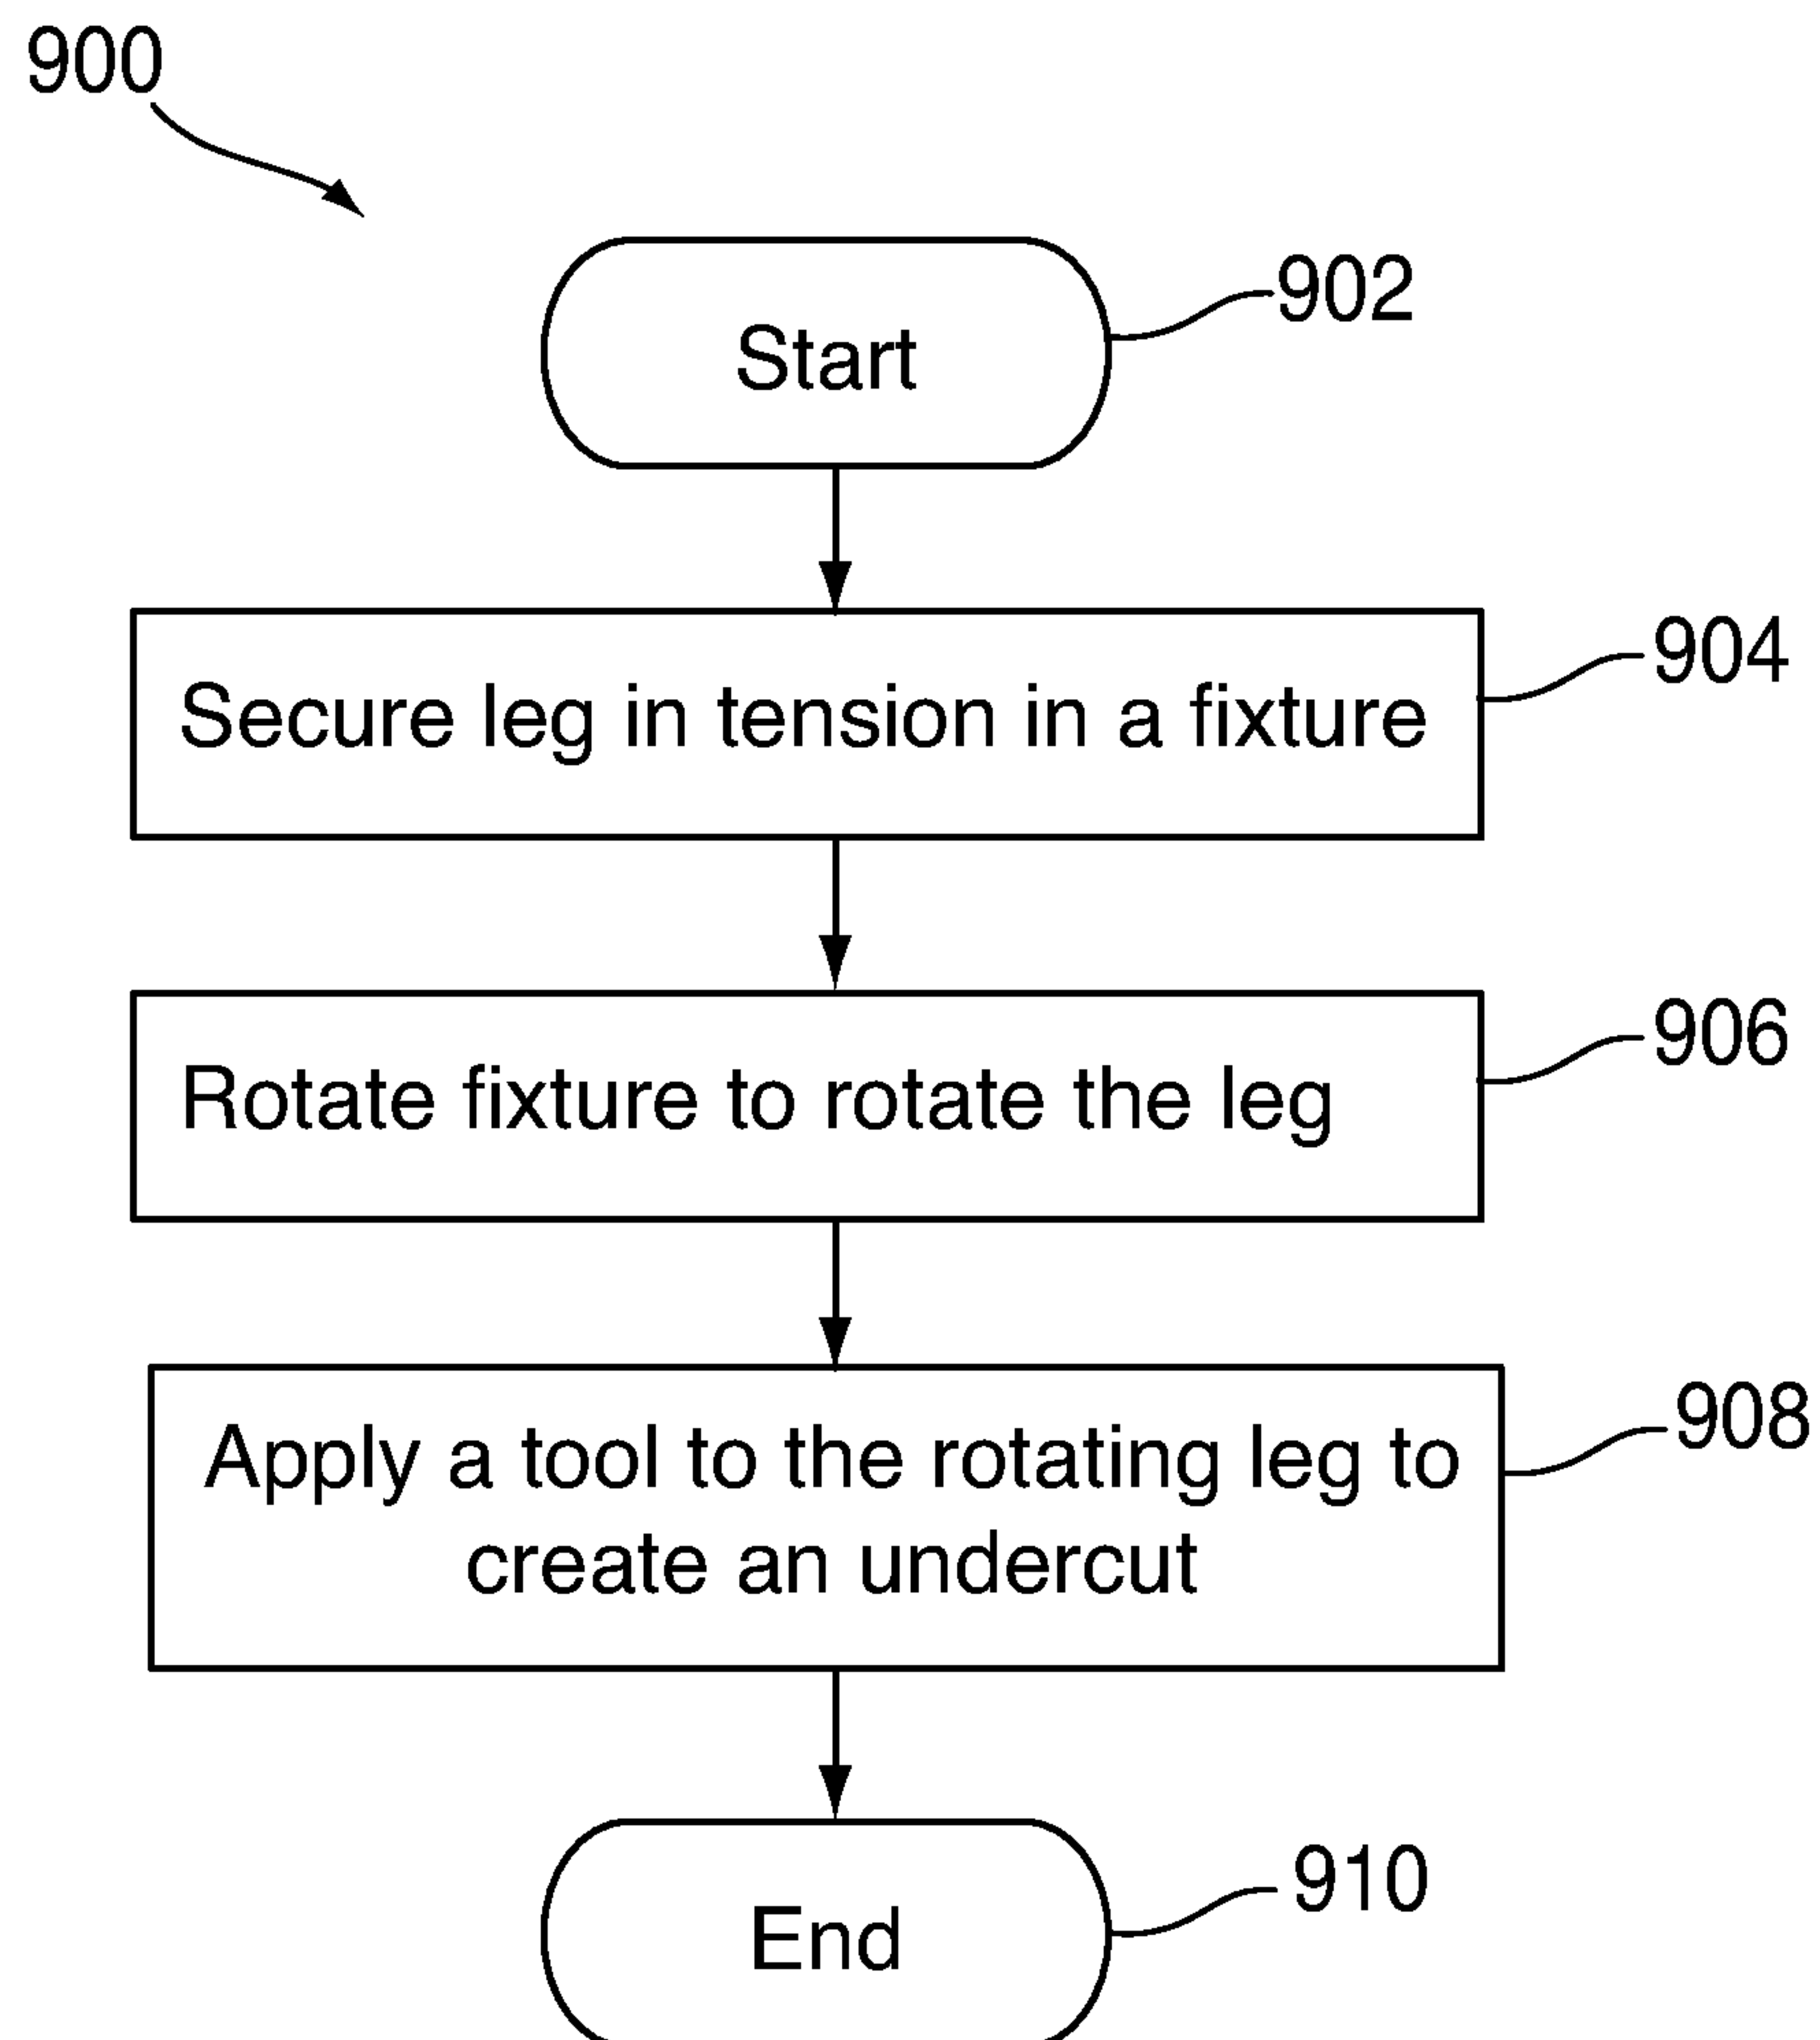 900
Start
902
Secure leg in tension in a fixture
904
Rotate fixture to rotate the leg
906
Apply a tool to the rotating leg to
create an undercut
908
End
910